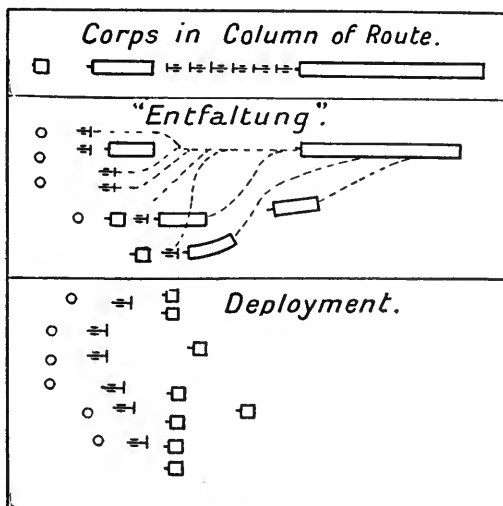 Corps in Column of Route.
"Entfaltung".
Deployment.